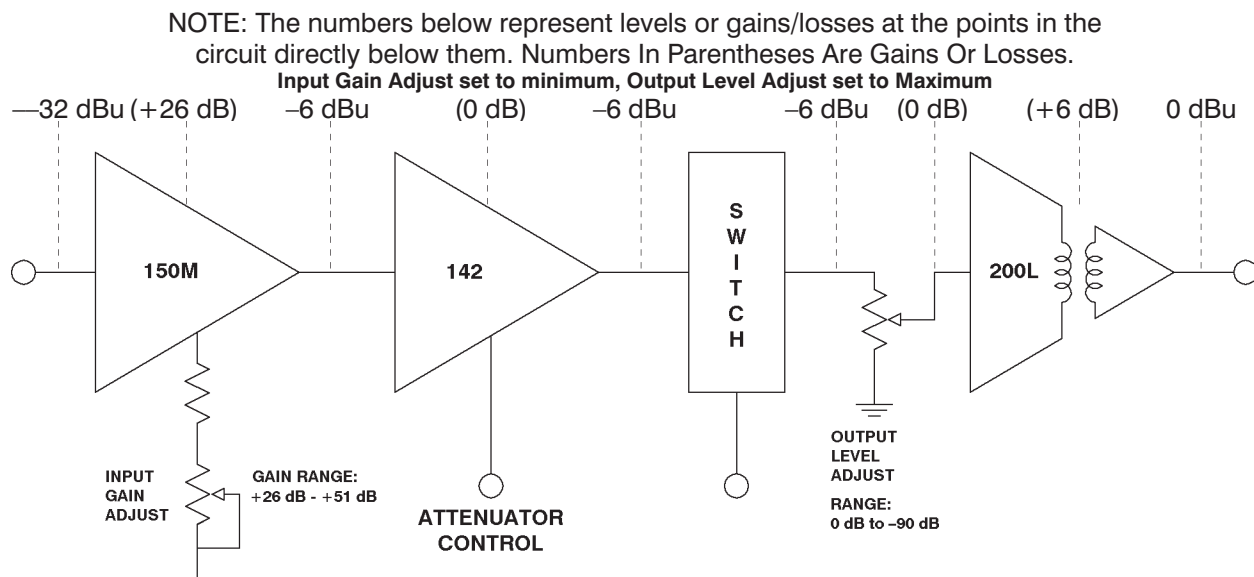 NOTE: The numbers below represent levels or gains/losses at the points in the
circuit directly below them. Numbers In Parentheses Are Gains Or Losses.
Input Gain Adjust set to minimum, Output Level Adjust set to Maximum
—32 dBu (+26 dB) –6 dBu (0 dB) –6 dBu –6 dBu (0 dB) (+6 dB) 0 dBu
150M
142
S
W
I
T
C
H
200L
INPUT
GAIN
ADJUST
GAIN RANGE:
+26 dB - +51 dB
ATTENUATOR
CONTROL
OUTPUT
LEVEL
ADJUST
RANGE:
0 dB to –90 dB